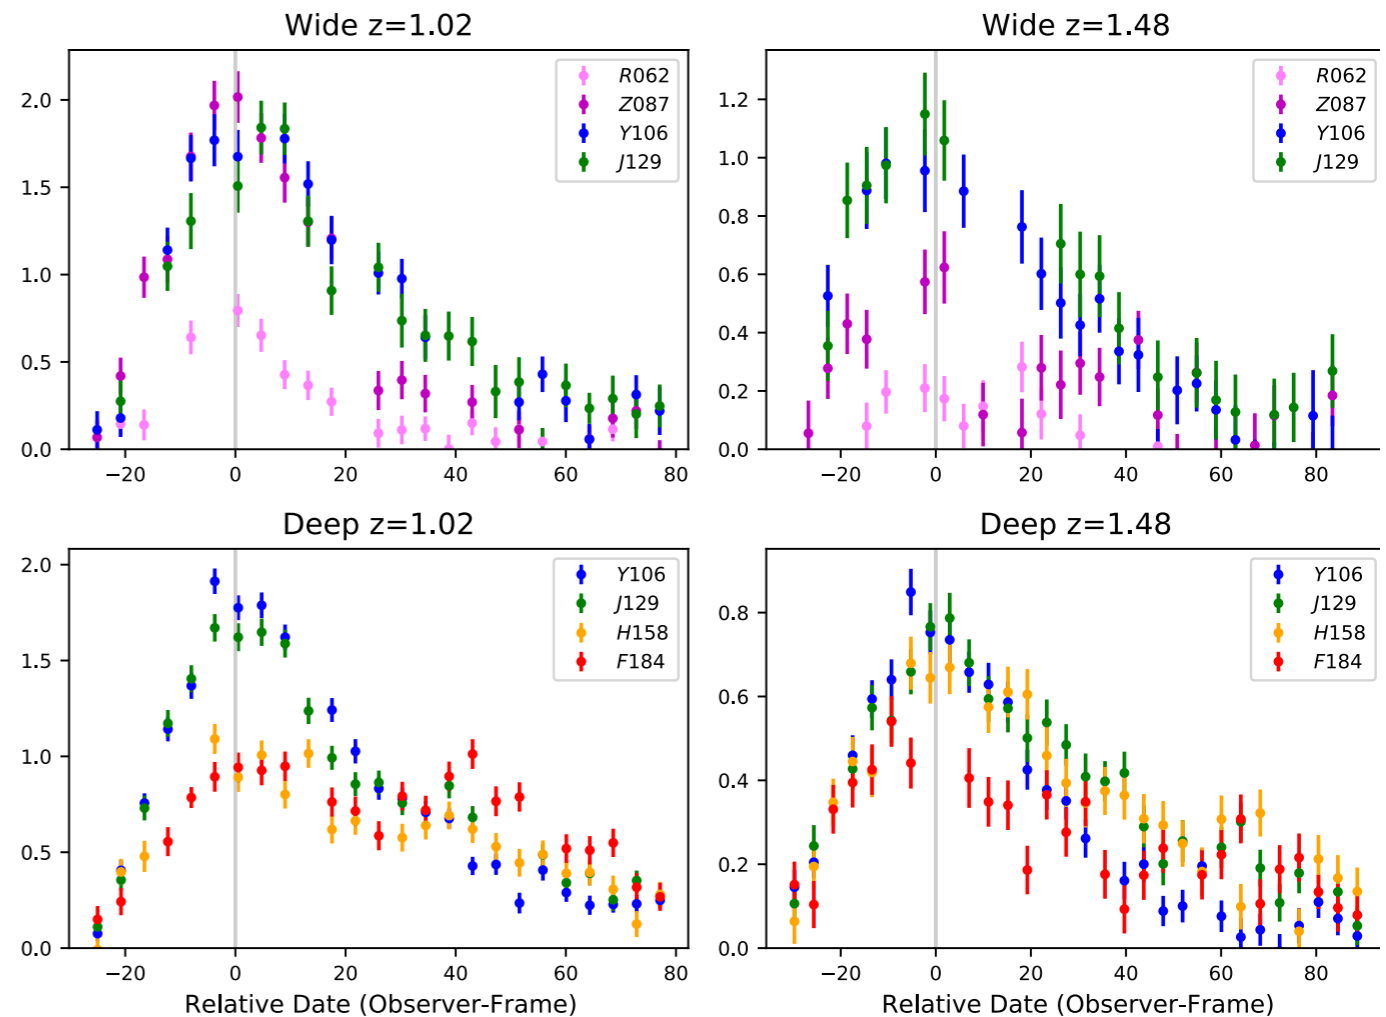 Wide z=1.02
2.0
1.5
1.0
0.5
0.0
−20 0 20 40 60 80
R062
Z087
Y106
J129
Wide z=1.48
1.2
1.0
0.8
0.6
0.4
0.2
0.0
−20 0 20 40 60 80
R062
Z087
Y106
J129
Deep z=1.02
2.0
1.5
1.0
0.5
0.0
−20 0 20 40 60 80
Y106
J129
H158
F184
Relative Date (Observer-Frame)
Deep z=1.48
0.8
0.6
0.4
0.2
0.0
−20 0 20 40 60 80
Y106
J129
H158
F184
Relative Date (Observer-Frame)